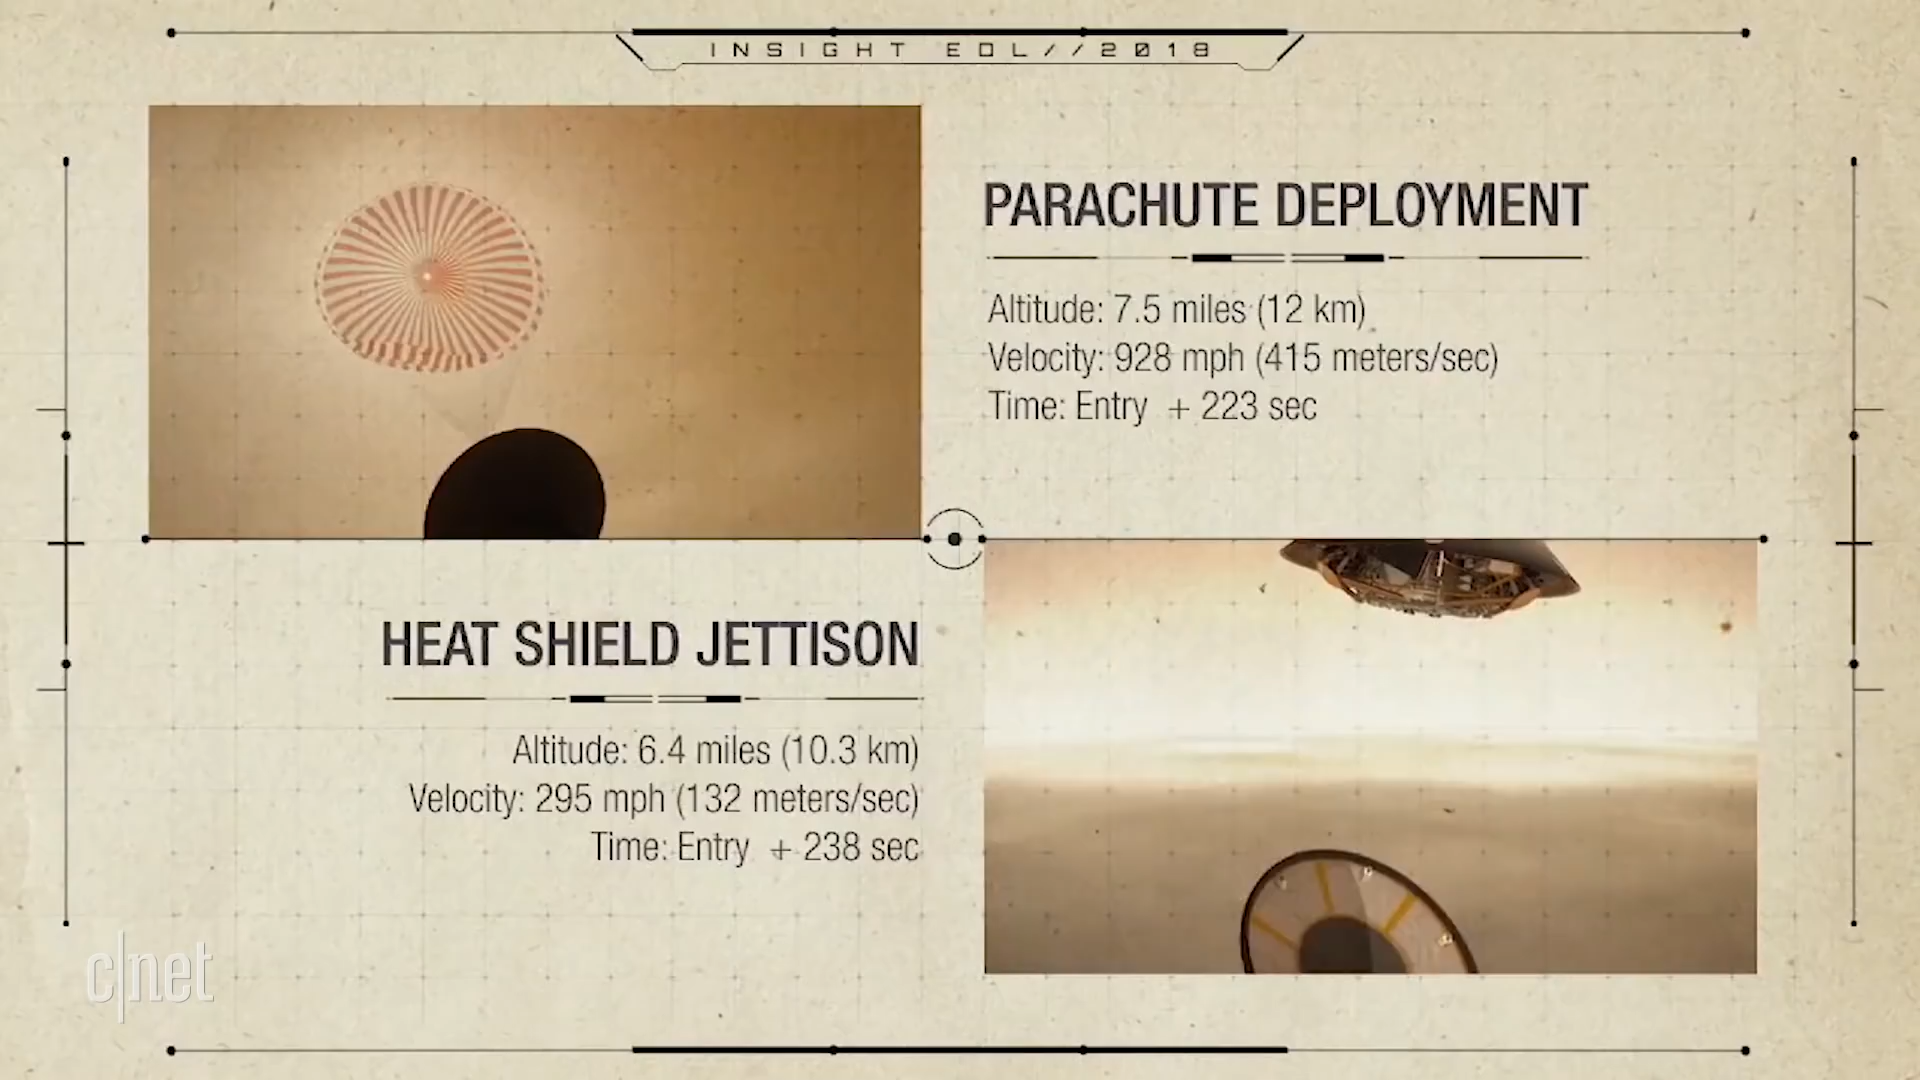 INSIGHT EDL//2018
PARACHUTE DEPLOYMENT
Altitude: 7.5 miles (12 km)
Velocity: 928 mph (415 meters/sec)
Time: Entry + 223 sec
HEAT SHIELD JETTISON
Altitude: 6.4 miles (10.3 km)
Velocity: 295 mph (132 meters/sec)
Time: Entry + 238 sec
c|net